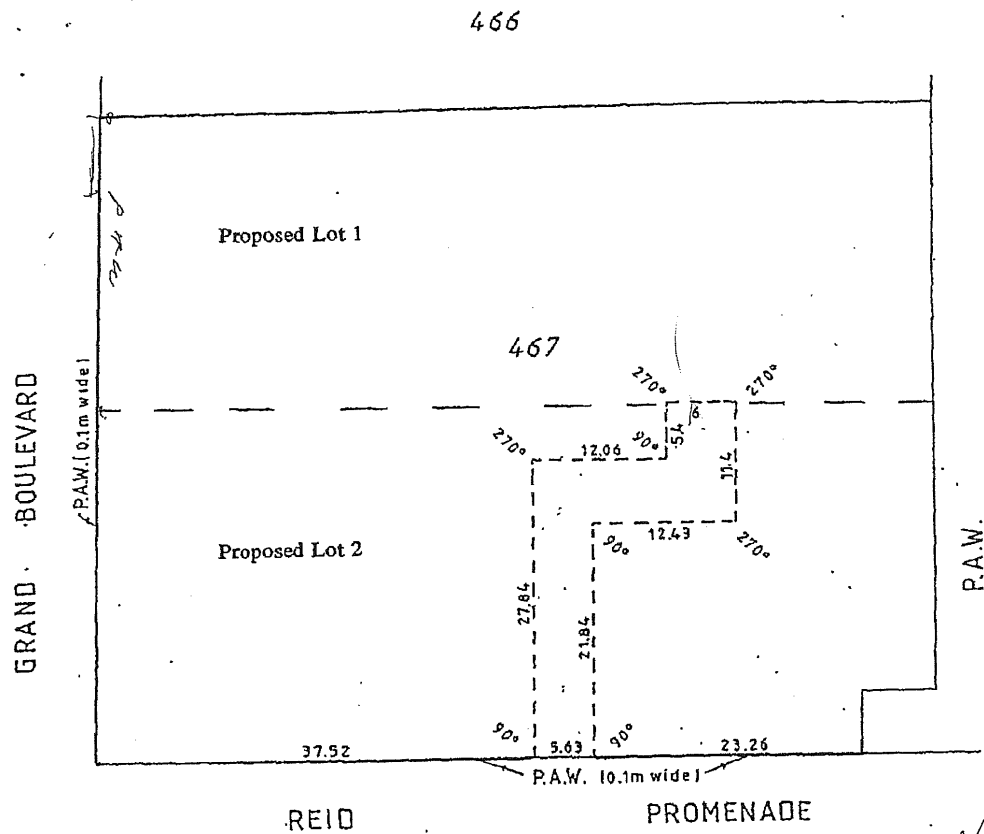 466
Proposed Lot 1
467
270°
270°
6
5.4
90°
12.06
270°
11.4
12.43
270°
90°
GRAND BOULEVARD
P.A.W. (0.1m wide)
Proposed Lot 2
27.84
21.84
P.A.W.
90°
90°
37.52
5.63
23.26
P.A.W. (0.1m wide)
REID PROMENADE